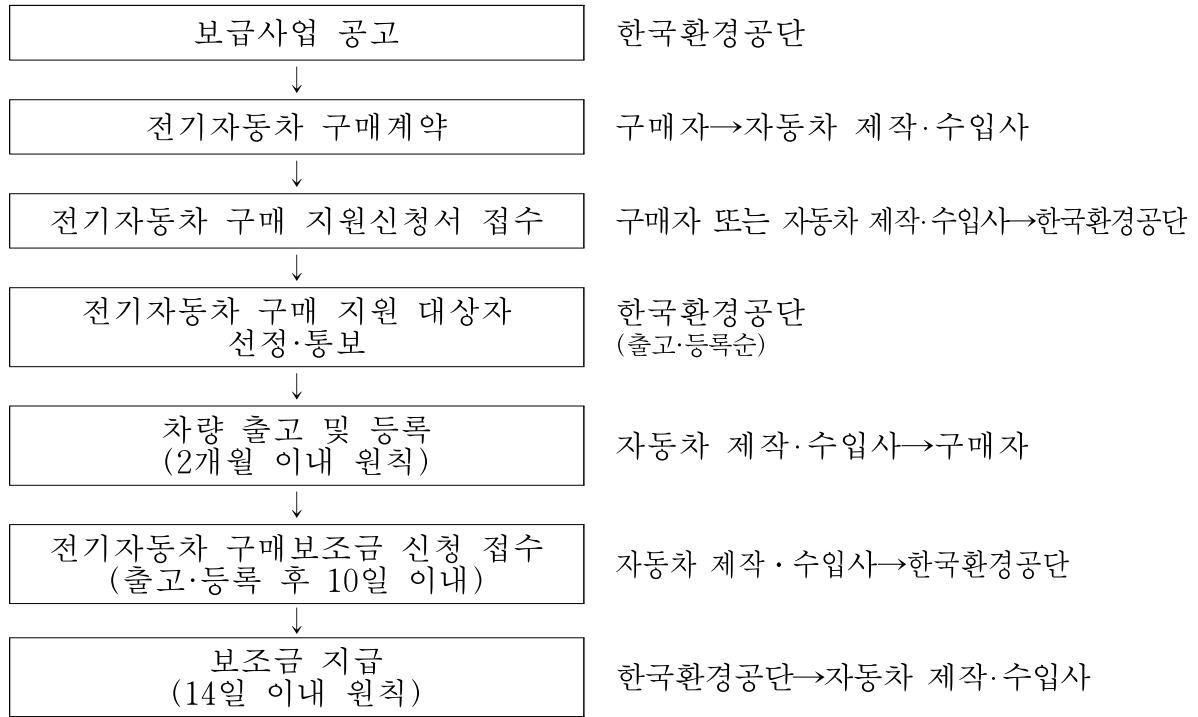 보급사업 공고
한국환경공단
↓
전기자동차 구매계약
구매자→자동차 제작·수입사
↓
전기자동차 구매 지원신청서 접수
구매자 또는 자동차 제작·수입사→한국환경공단
↓
전기자동차 구매 지원 대상자
선정·통보
한국환경공단
(출고·등록순)
↓
차량 출고 및 등록
(2개월 이내 원칙)
자동차 제작·수입사→구매자
↓
전기자동차 구매보조금 신청 접수
(출고·등록 후 10일 이내)
자동차 제작・수입사→한국환경공단
↓
보조금 지급
(14일 이내 원칙)
한국환경공단→자동차 제작·수입사